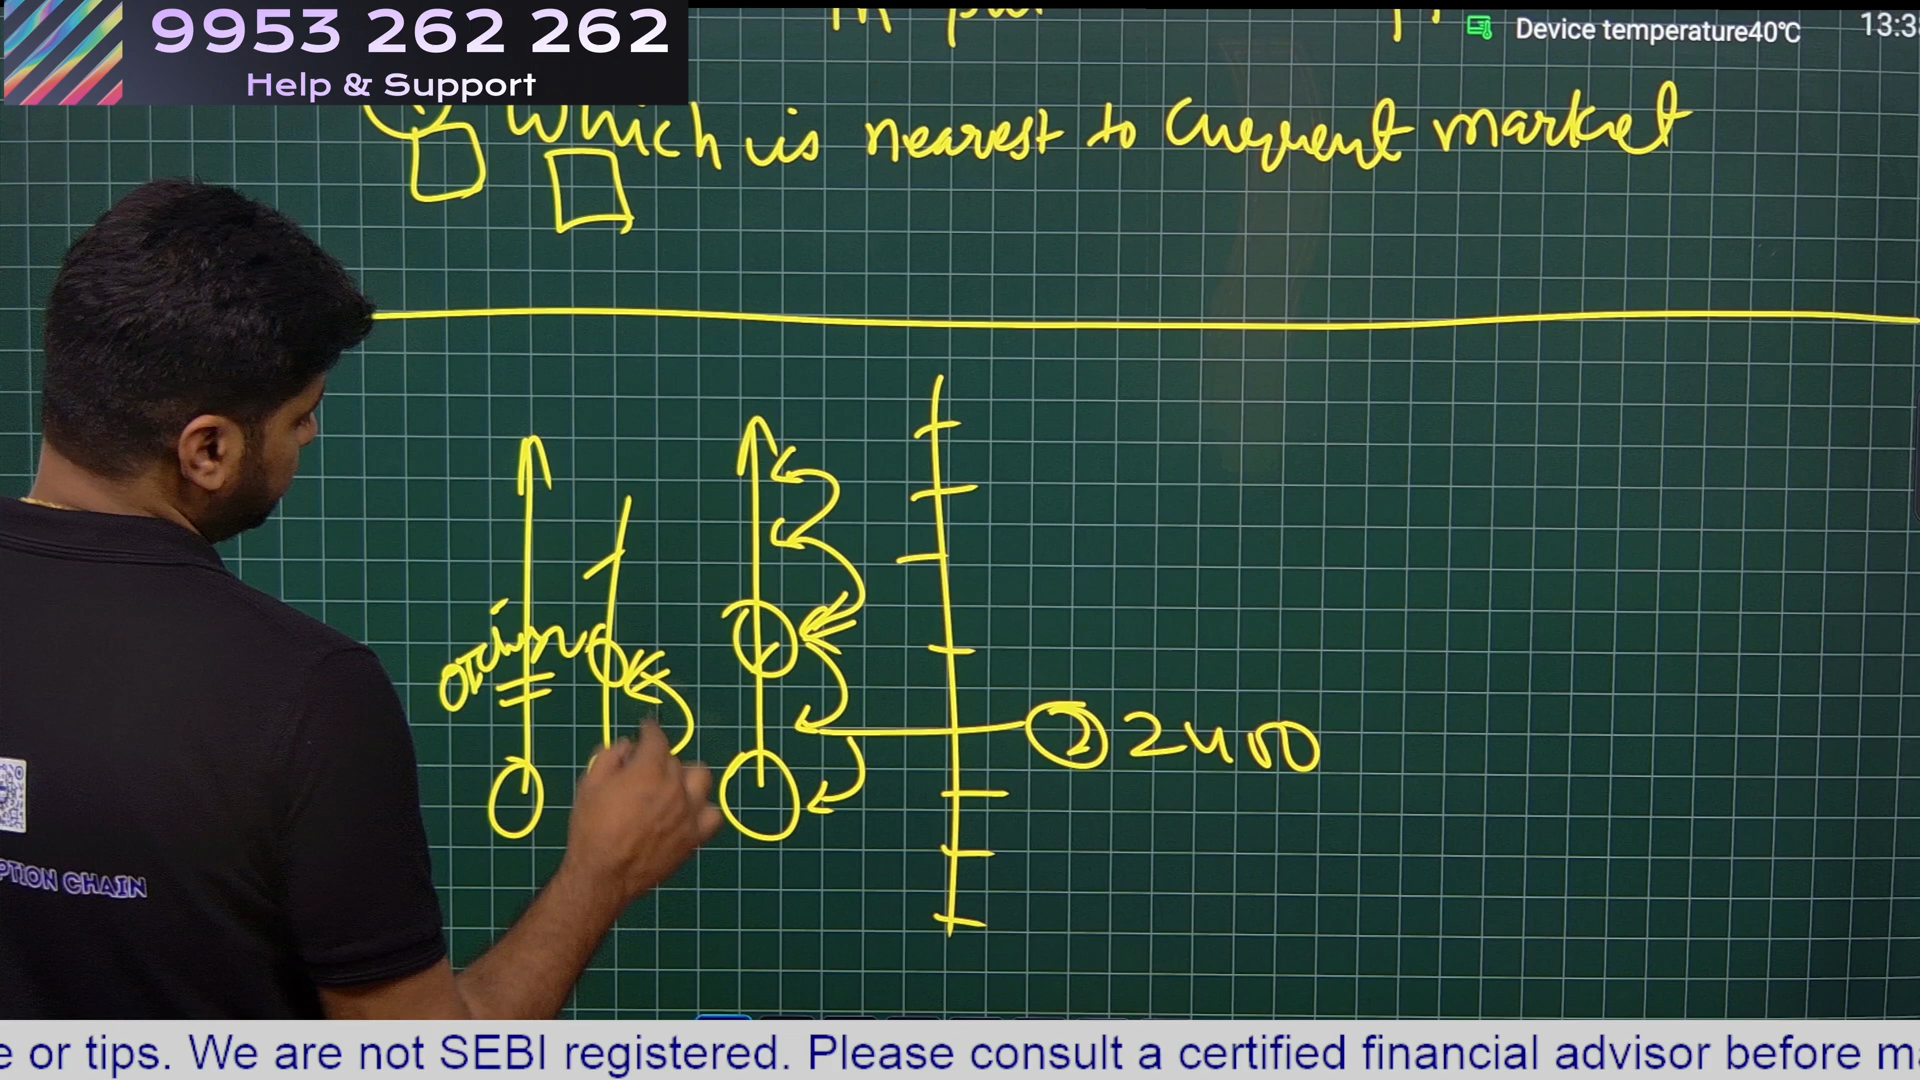 9953 262 262
Help & Support
Device temperature40℃
13:3
Which is nearest to Current market
② 2400
PTION CHAIN
e or tips. We are not SEBI registered. Please consult a certified financial advisor before m